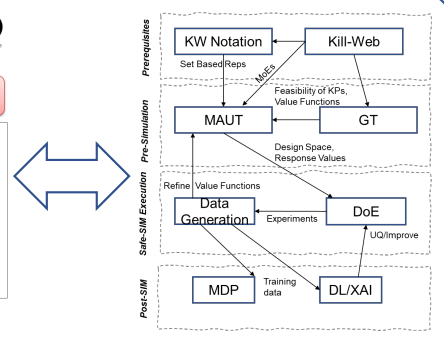 Prerequisites
KW Notation
Kill-Web
Set Based Reps
MoEs
Feasibility of KPs,
Value Functions
Pre-Simulation
MAUT
GT
Design Space,
Response Values
Safe-SIM Execution
Refine Value Functions
Data
Generation
Experiments
DoE
UQ/Improve
Post-SIM
MDP
Training
data
DL/XAI